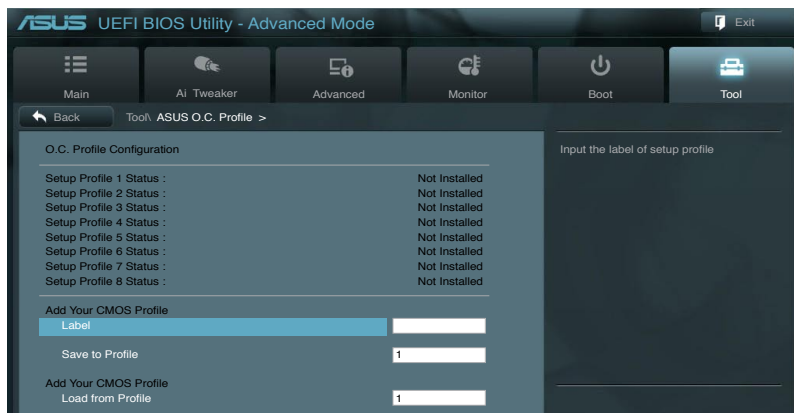 ASUS UEFI BIOS Utility - Advanced Mode
Exit
Main Ai Tweaker Advanced Monitor Boot Tool
Back Tool\ ASUS O.C. Profile >
O.C. Profile Configuration
Input the label of setup profile
Setup Profile 1 Status : Not Installed
Setup Profile 2 Status : Not Installed
Setup Profile 3 Status : Not Installed
Setup Profile 4 Status : Not Installed
Setup Profile 5 Status : Not Installed
Setup Profile 6 Status : Not Installed
Setup Profile 7 Status : Not Installed
Setup Profile 8 Status : Not Installed
Add Your CMOS Profile
Label
Save to Profile 1
Add Your CMOS Profile
Load from Profile 1